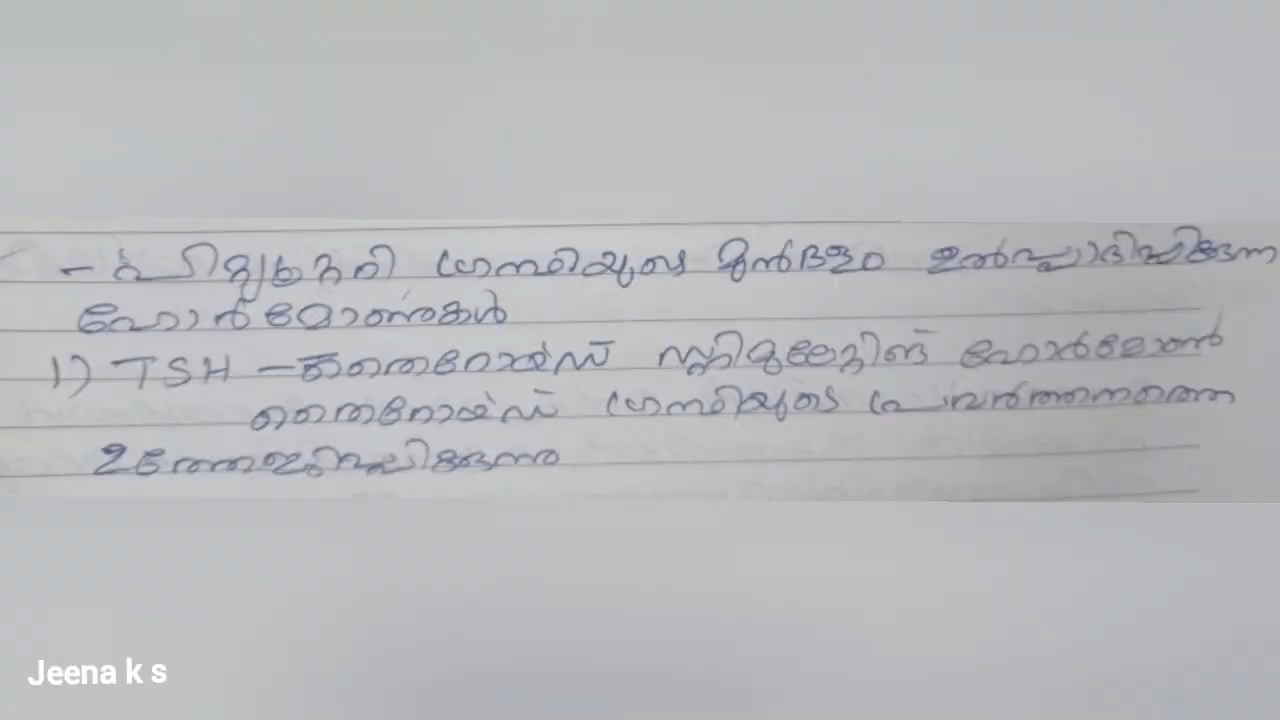 - പിറ്റ്യൂട്ടറി ഗ്രന്ഥിയുടെ മുൻദളം ഉൽപ്പാദിപ്പിക്കുന്ന
ഹോർമോണുകൾ
1) TSH - തൈറോയ്ഡ് സ്റ്റിമുലേറ്റിങ് ഹോർമോൺ
തൈറോയ്ഡ് ഗ്രന്ഥിയുടെ പ്രവർത്തനത്തെ
ഉത്തേജിപ്പിക്കുന്നു
Jeena k s